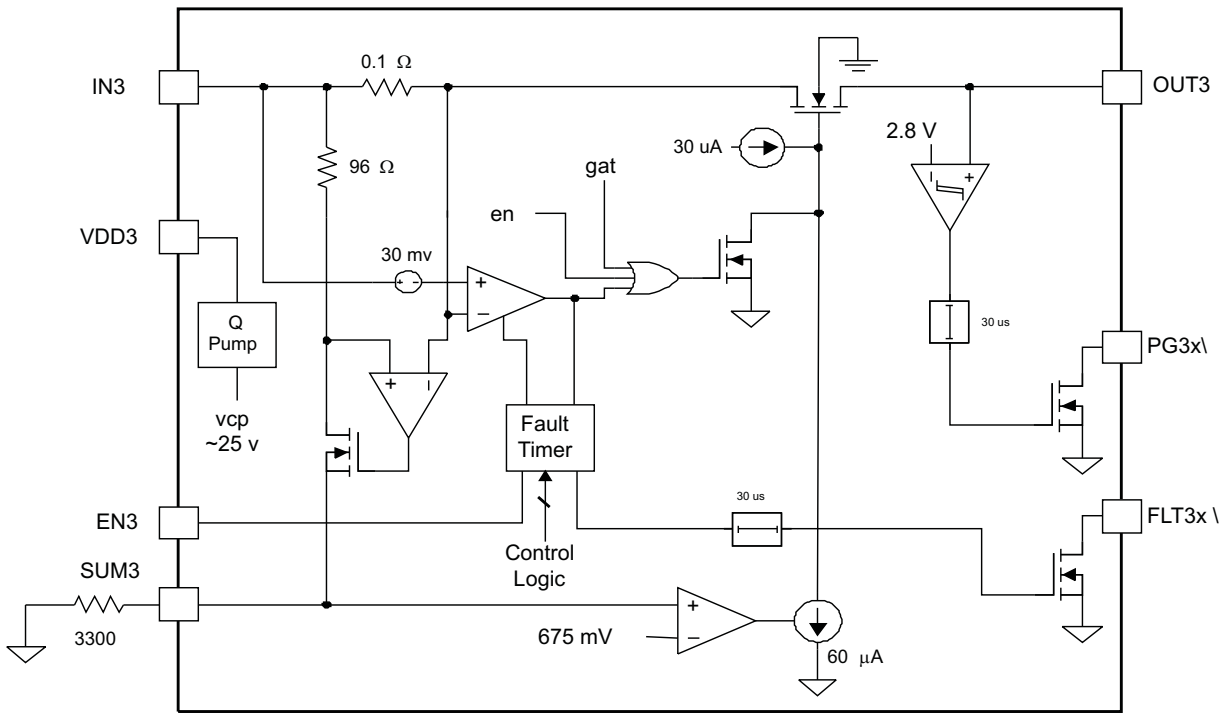 0.1 Ω
IN3
OUT3
2.8 V
30 uA
96 Ω
gat
en
− +
VDD3
30 mv
+
−
Q
Pump
30 us
PG3x\
+ −
vcp
~25 v
Fault
Timer
30 us
EN3
FLT3x \
Control
Logic
SUM3
3300
+
−
675 mV
60 µA
+ -